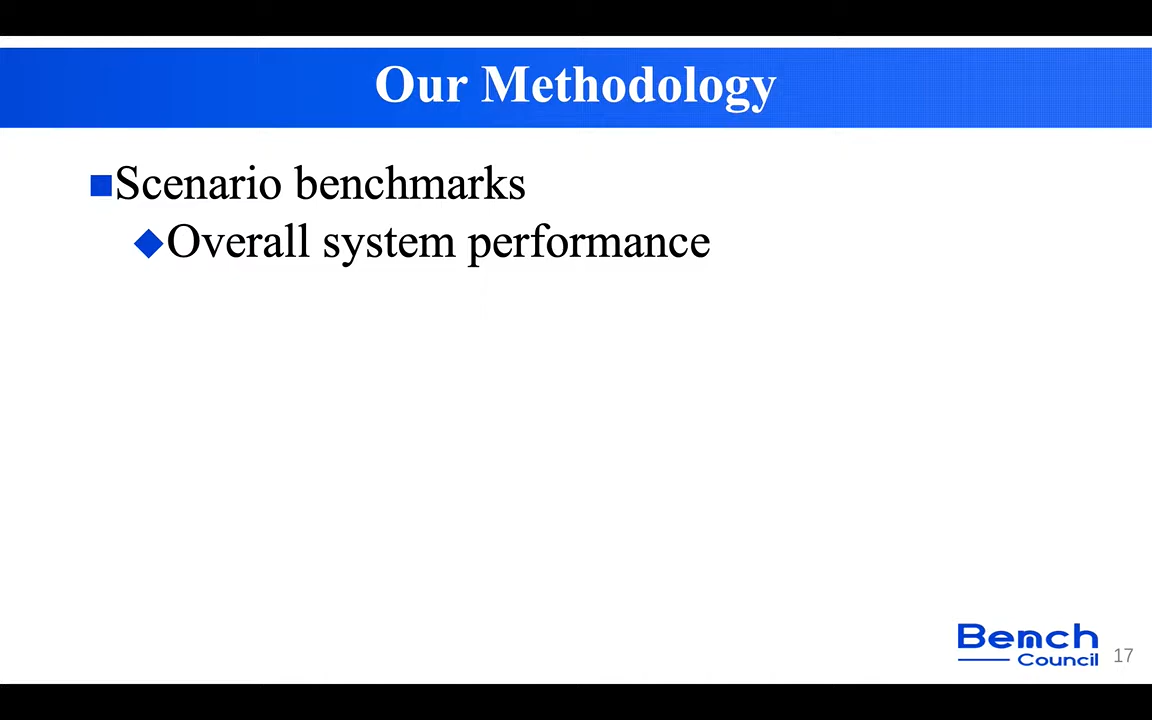 Our Methodology
Scenario benchmarks
Overall system performance
Bench
Council
17